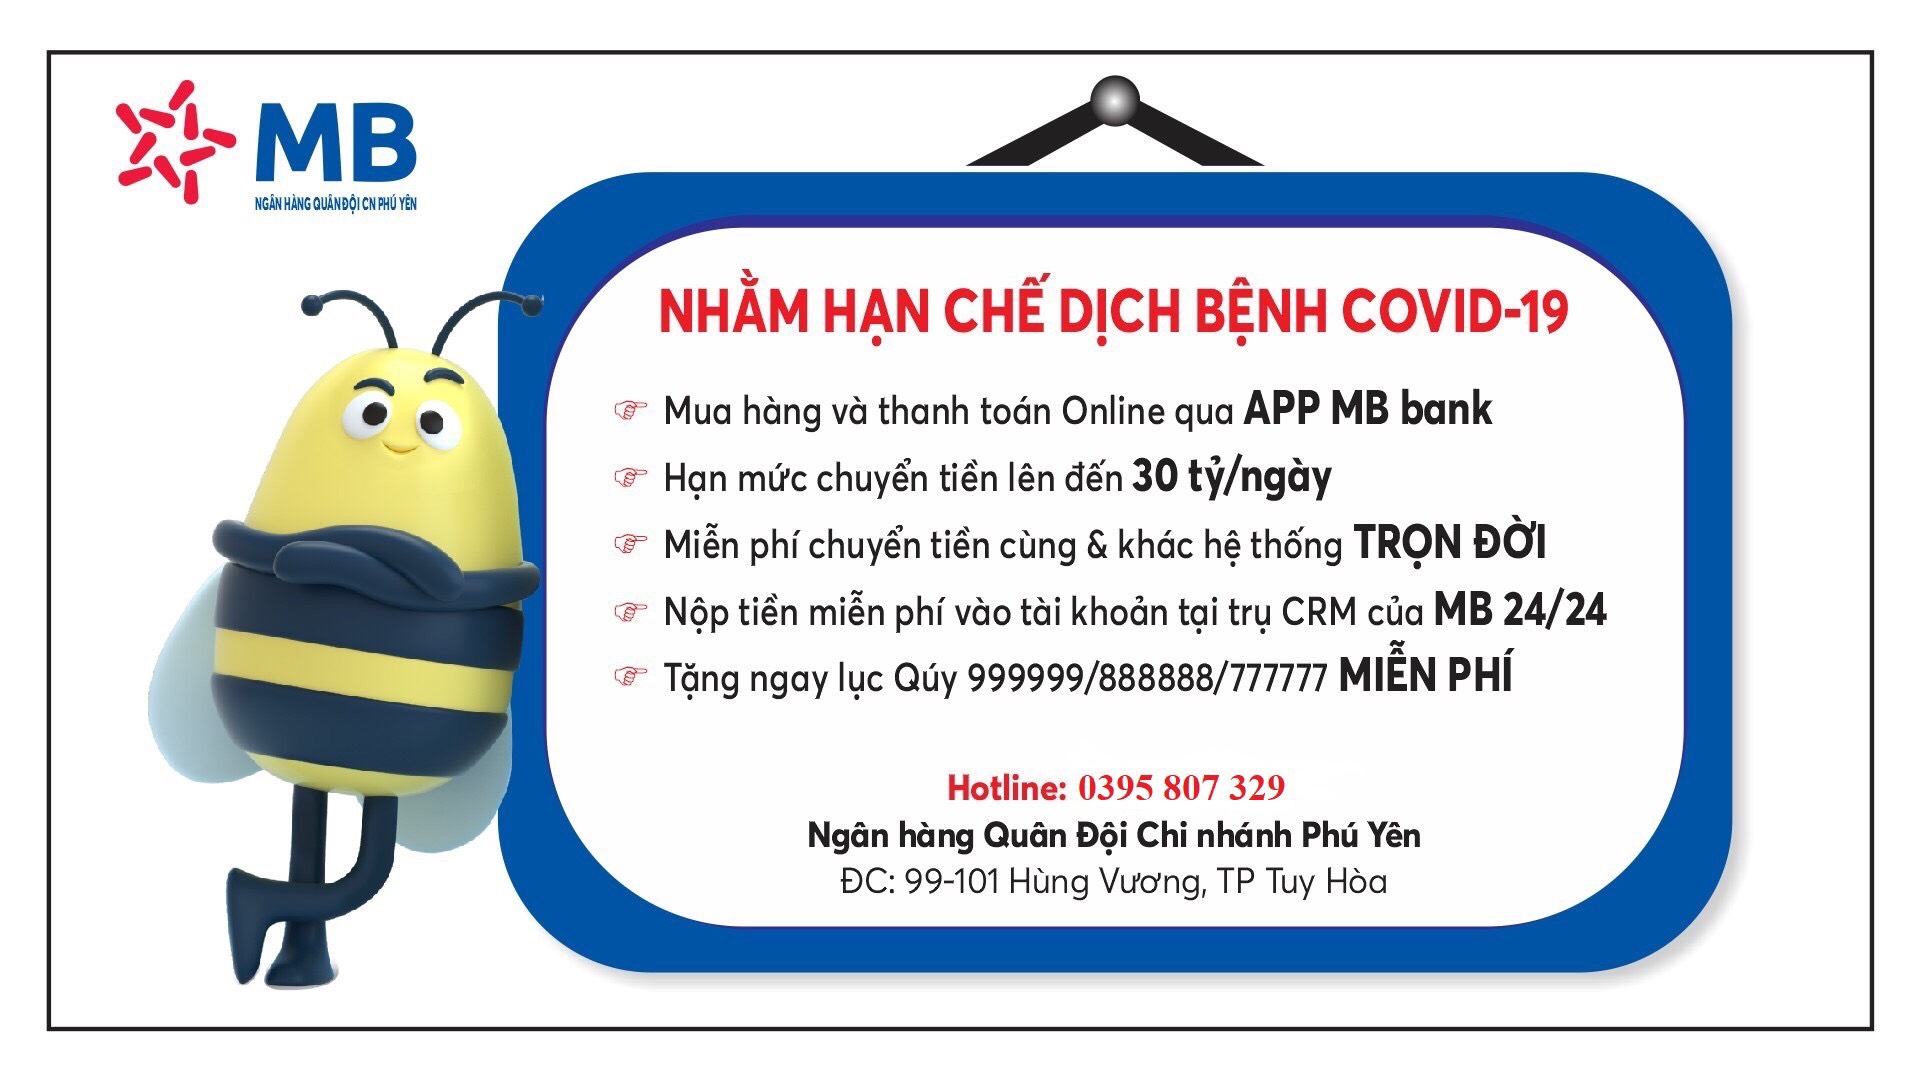 MB
NGÂN HÀNG QUÂN ĐỘI CN PHÚ YÊN
NHẰM HẠN CHẾ DỊCH BỆNH COVID-19
Mua hàng và thanh toán Online qua APP MB bank
Hạn mức chuyển tiền lên đến 30 tỷ/ngày
Miễn phí chuyển tiền cùng & khác hệ thống TRỌN ĐỜI
Nộp tiền miễn phí vào tài khoản tại trụ CRM của MB 24/24
Tặng ngay lục Qúy 999999/888888/777777 MIỄN PHÍ
Hotline: 0395 807 329
Ngân hàng Quân Đội Chi nhánh Phú Yên
ĐC: 99-101 Hùng Vương, TP Tuy Hòa